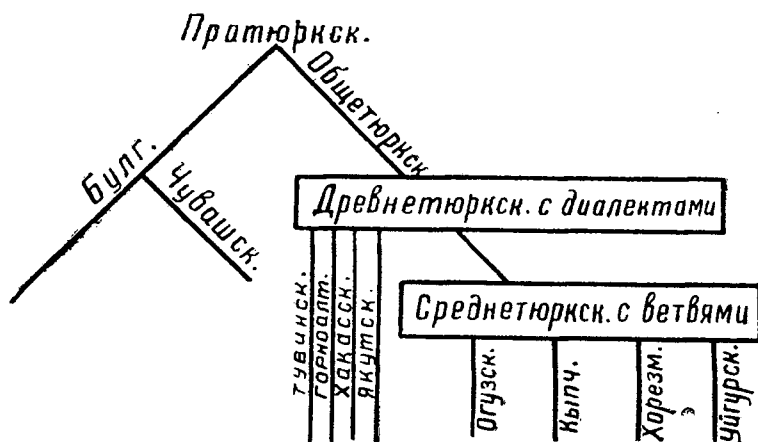 Пратюркск.
Общетюркск
Булг.
Чувашск.
Древнетюркск. с диалектами
тувинск.
горноалт.
Хакасск.
якутск.
Среднетюркск. с ветвями
Огузск.
Кыпч.
Хорезм.
Уйгурск.